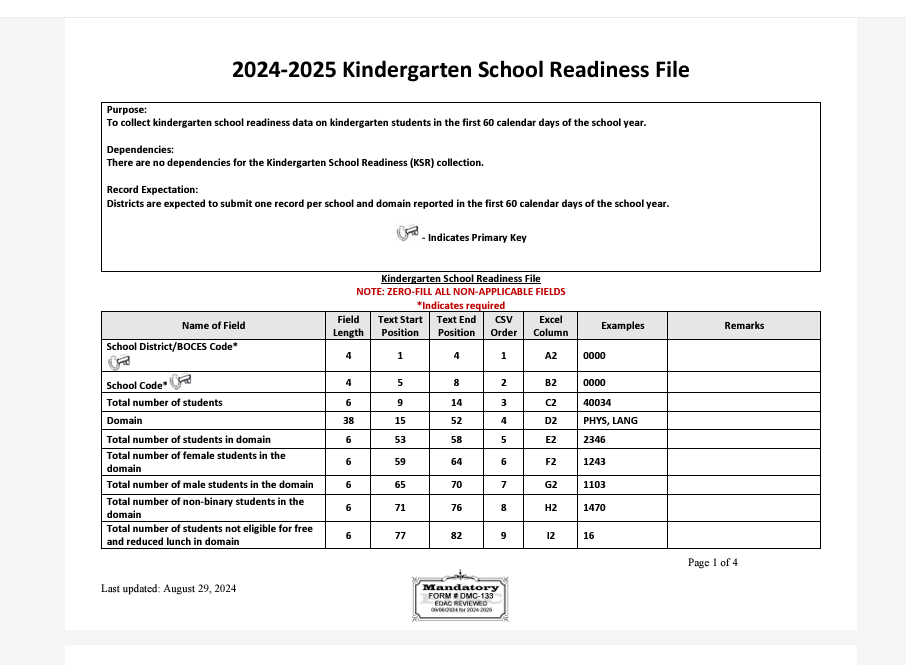 2024-2025 Kindergarten School Readiness File
Purpose:
To collect kindergarten school readiness data on kindergarten students in the first 60 calendar days of the school year.
Dependencies:
There are no dependencies for the Kindergarten School Readiness (KSR) collection.
Record Expectation:
Districts are expected to submit one record per school and domain reported in the first 60 calendar days of the school year.
- Indicates Primary Key
Kindergarten School Readiness File
NOTE: ZERO-FILL ALL NON-APPLICABLE FIELDS
*Indicates required
Name of Field Field Length Text Start Position Text End Position CSV Order Excel Column Examples Remarks
School District/BOCES Code* 4 1 4 1 A2 0000
School Code* 4 5 8 2 B2 0000
Total number of students 6 9 14 3 C2 40034
Domain 38 15 52 4 D2 PHYS, LANG
Total number of students in domain 6 53 58 5 E2 2346
Total number of female students in the domain 6 59 64 6 F2 1243
Total number of male students in the domain 6 65 70 7 G2 1103
Total number of non-binary students in the domain 6 71 76 8 H2 1470
Total number of students not eligible for free and reduced lunch in domain 6 77 82 9 I2 16
Page 1 of 4
Last updated: August 29, 2024
Mandatory
FORM # DMC-133
EDAC REVIEWED
09/06/2024 for 2024-2025